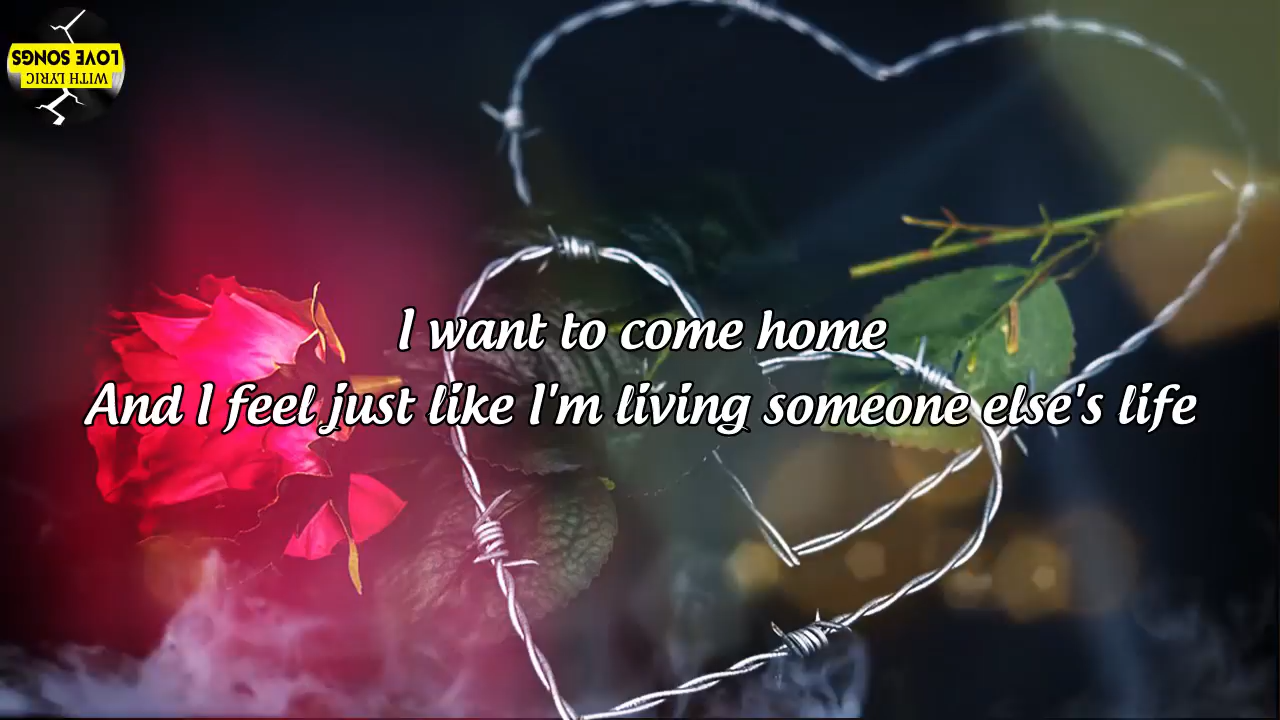 LOVE SONGS
WITH LYRIC
I want to come home
And I feel just like I'm living someone else's life